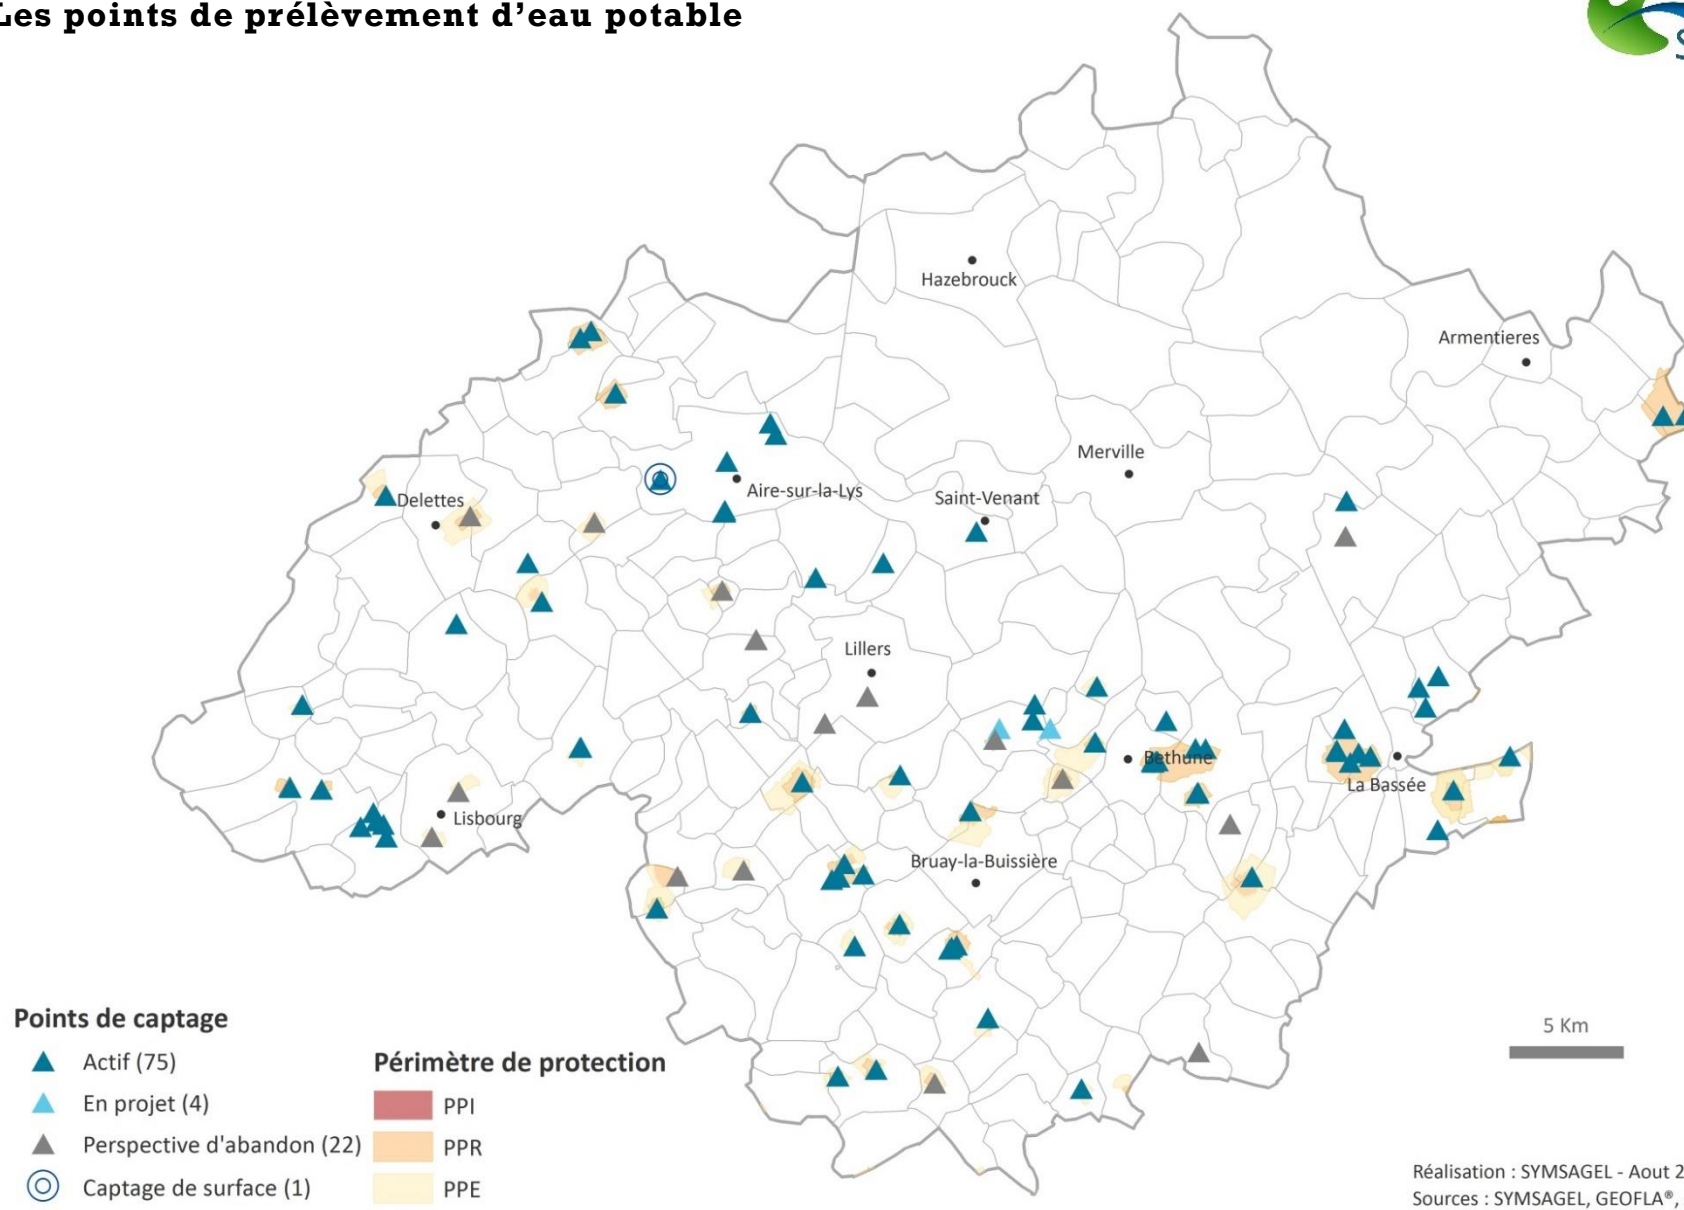 Les points de prélèvement d'eau potable
S
Hazebrouck
Armentieres
Merville
Aire-sur-la-Lys
Saint-Venant
Delettes
Lillers
Béthune
La Bassée
Lisbourg
Bruay-la-Buissière
Points de captage
Actif (75)
En projet (4)
Perspective d'abandon (22)
Captage de surface (1)
Périmètre de protection
PPI
PPR
PPE
5 Km
Réalisation : SYMSAGEL - Aout 2
Sources : SYMSAGEL, GEOFLA®,